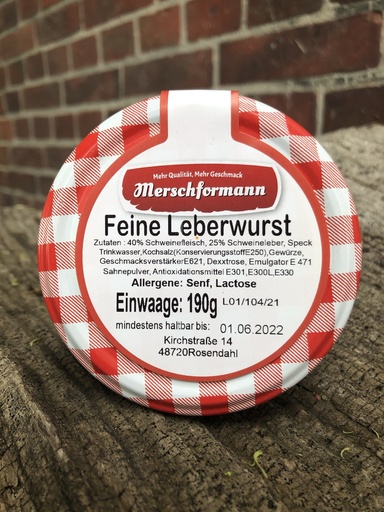 Mehr Qualität, Mehr Geschmack
Merschformann
Feine Leberwurst
Zutaten : 40% Schweinefleisch, 25% Schweineleber, Speck
Trinkwasser,Kochsalz(KonservierungsstoffE250),Gewürze,
GeschmacksverstärkerE621, Dexxtrose, Emulgator E 471
Sahnepulver, Antioxidationsmittel E301,E300L,E330
Allergene: Senf, Lactose
Einwaage: 190g L01/104/21
mindestens haltbar bis: 01.06.2022
Kirchstraße 14
48720Rosendahl